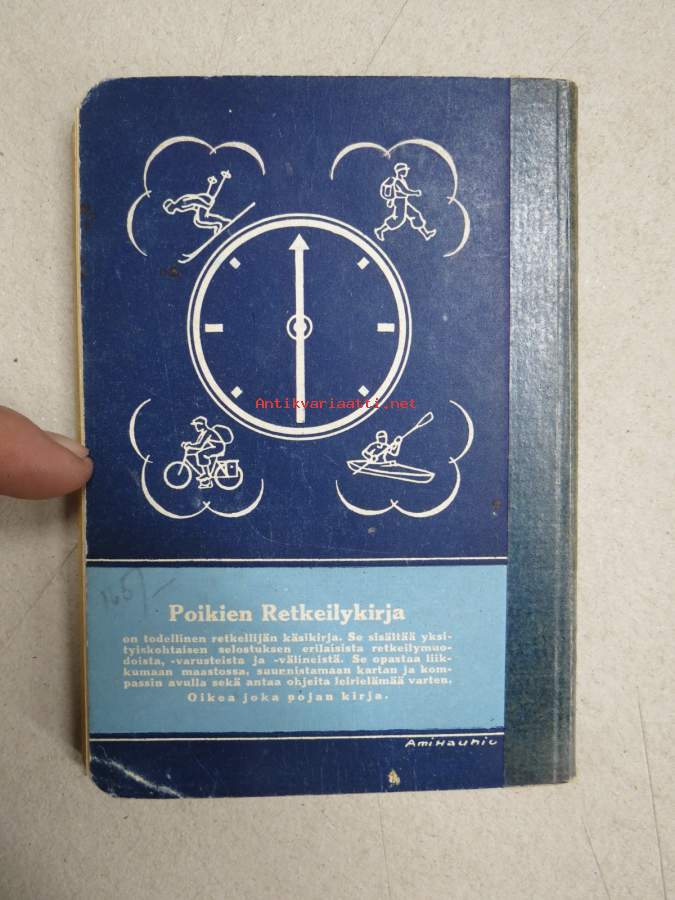 Antikvariaatti.net
165/-
Poikien Retkeilykirja
on todellinen retkeilijän käsikirja. Se sisältää yksi-
tyiskohtaisen selostuksen erilaisista retkeilymuo-
doista, -varusteista ja -välineistä. Se opastaa liik-
kumaan maastossa, suunnistamaan kartan ja kom-
passin avulla sekä antaa ohjeita leirielämää varten.
Oikea joka pojan kirja.
Ami Hauhio